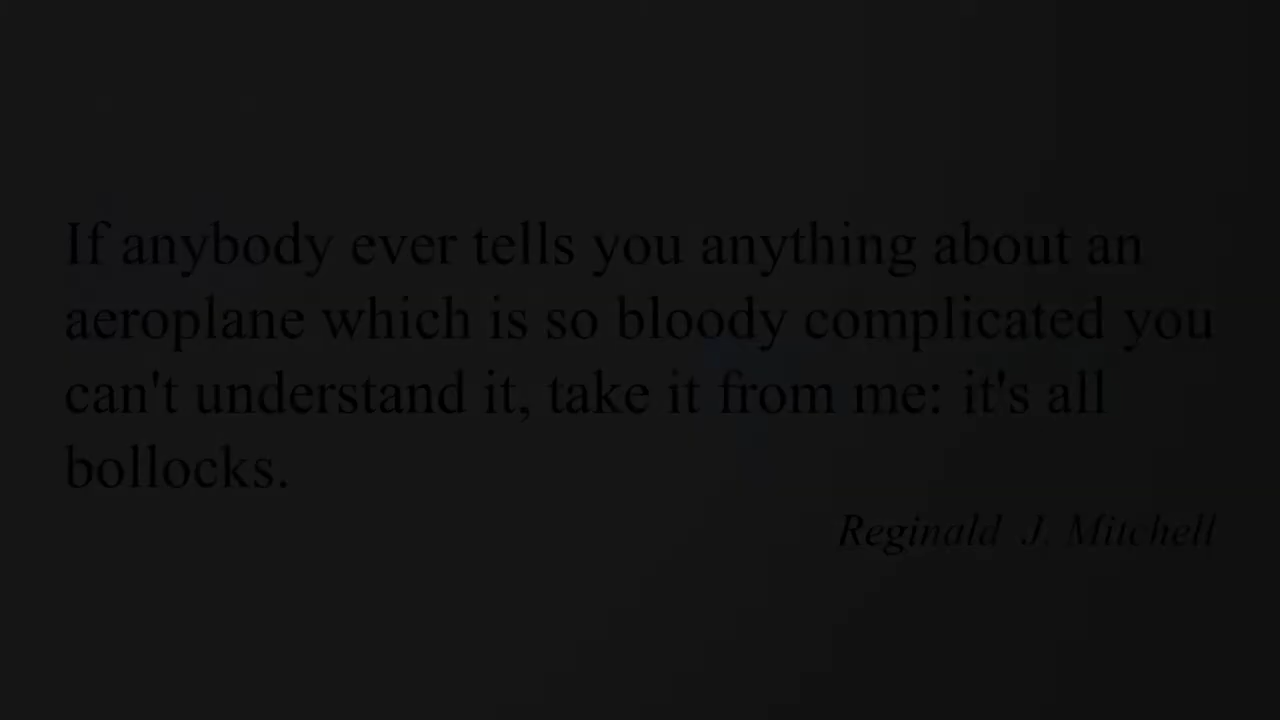 If anybody ever tells you anything about an
aeroplane which is so bloody complicated you
can't understand it, take it from me: it's all
bollocks.
Reginald J. Mitchell